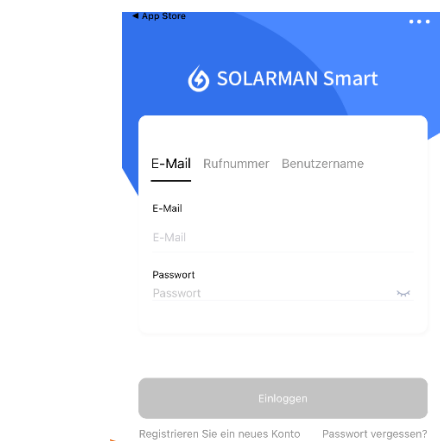 ◀ App Store
SOLARMAN Smart
E-Mail Rufnummer Benutzername
E-Mail
E-Mail
Passwort
Passwort
Einloggen
Registrieren Sie ein neues Konto Passwort vergessen?